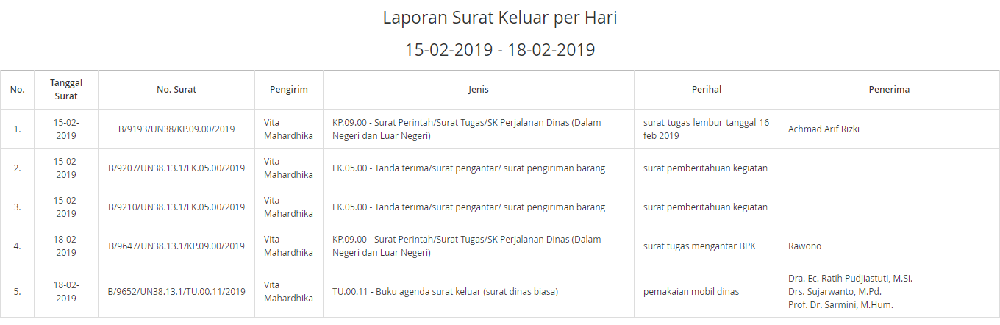 Laporan Surat Keluar per Hari
15-02-2019 - 18-02-2019
No. Tanggal Surat No. Surat Pengirim Jenis Perihal Penerima
1. 15-02-2019 B/9193/UN38/KP.09.00/2019 Vita Mahardhika KP.09.00 - Surat Perintah/Surat Tugas/SK Perjalanan Dinas (Dalam Negeri dan Luar Negeri) surat tugas lembur tanggal 16 feb 2019 Achmad Arif Rizki
2. 15-02-2019 B/9207/UN38.13.1/LK.05.00/2019 Vita Mahardhika LK.05.00 - Tanda terima/surat pengantar/ surat pengiriman barang surat pemberitahuan kegiatan
3. 15-02-2019 B/9210/UN38.13.1/LK.05.00/2019 Vita Mahardhika LK.05.00 - Tanda terima/surat pengantar/ surat pengiriman barang surat pemberitahuan kegiatan
4. 18-02-2019 B/9647/UN38.13.1/KP.09.00/2019 Vita Mahardhika KP.09.00 - Surat Perintah/Surat Tugas/SK Perjalanan Dinas (Dalam Negeri dan Luar Negeri) surat tugas mengantar BPK Rawono
5. 18-02-2019 B/9652/UN38.13.1/TU.00.11/2019 Vita Mahardhika TU.00.11 - Buku agenda surat keluar (surat dinas biasa) pemakaian mobil dinas Dra. Ec. Ratih Pudjiastuti, M.Si.
Drs. Sujarwanto, M.Pd.
Prof. Dr. Sarmini, M.Hum.